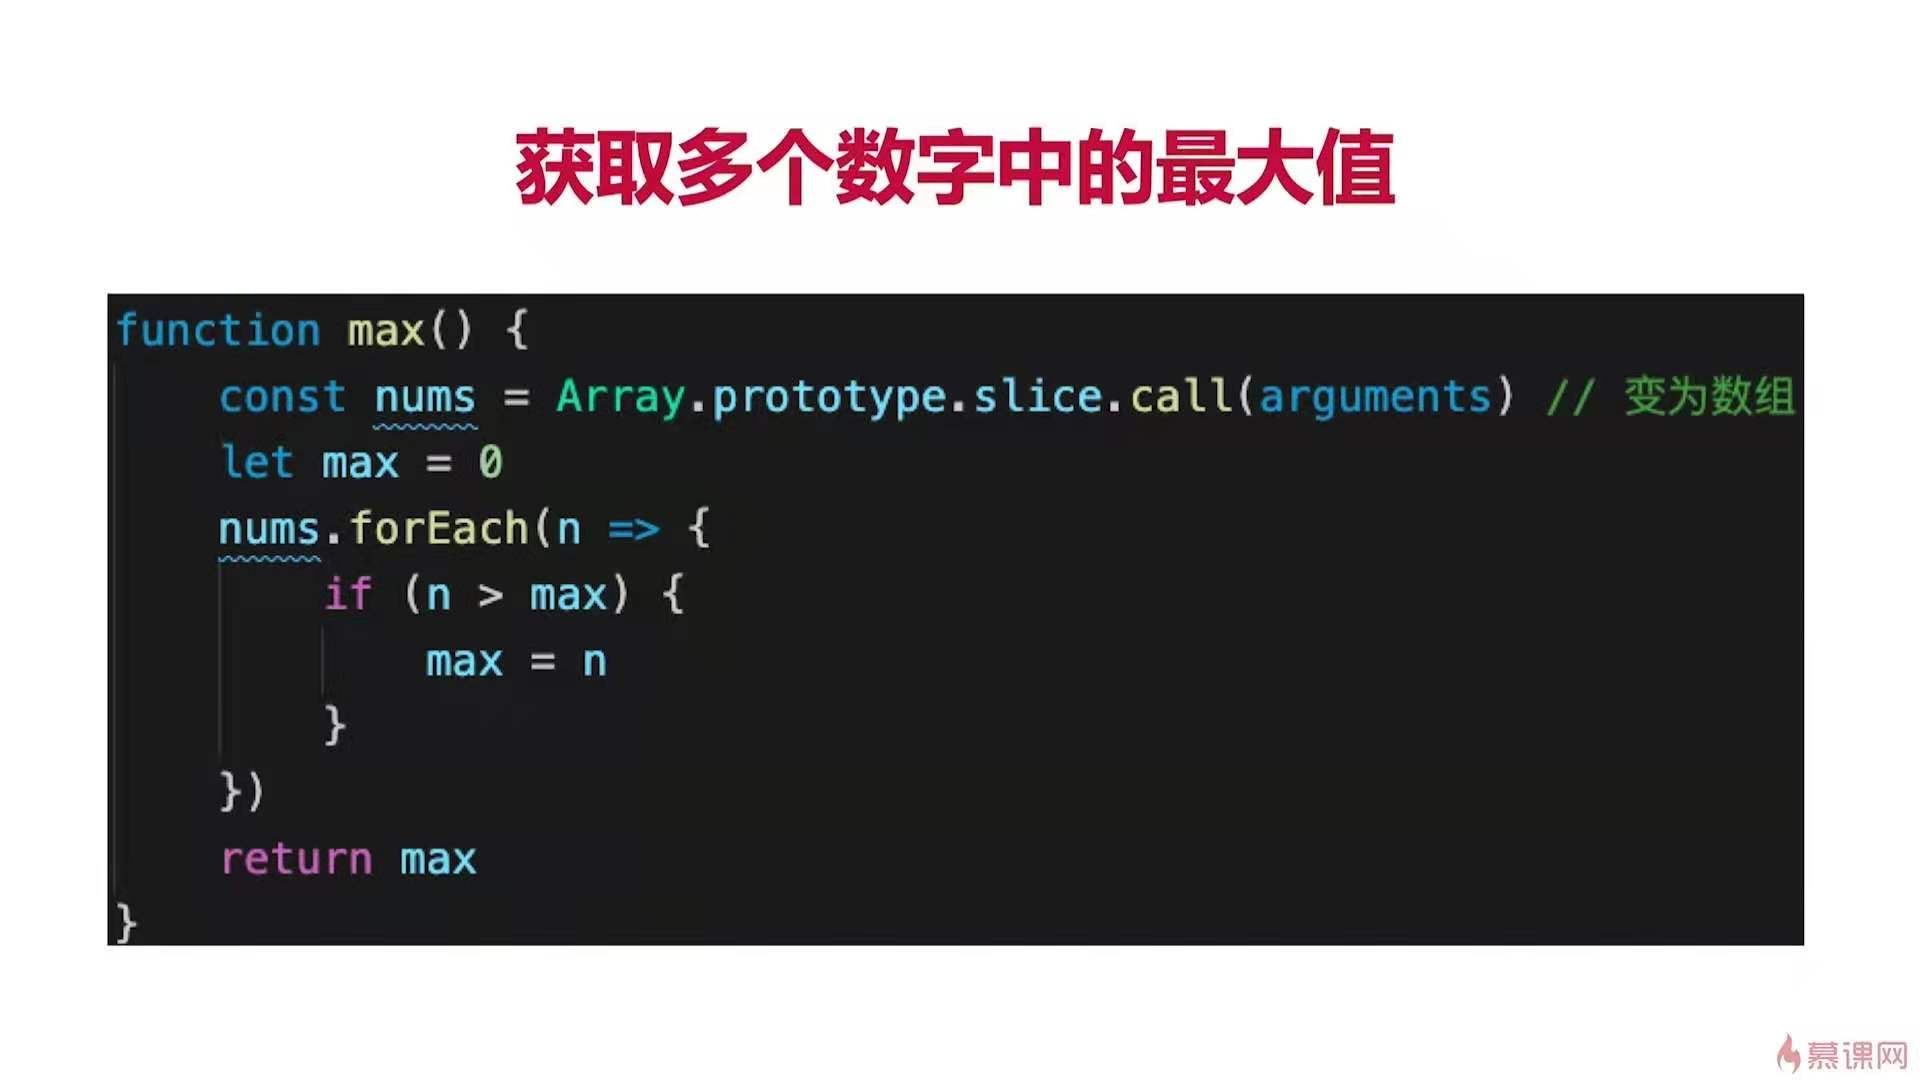 获取多个数字中的最大值
function max() {
    const nums = Array.prototype.slice.call(arguments) // 变为数组
    let max = 0
    nums.forEach(n => {
        if (n > max) {
            max = n
        }
    })
    return max
}
慕课网